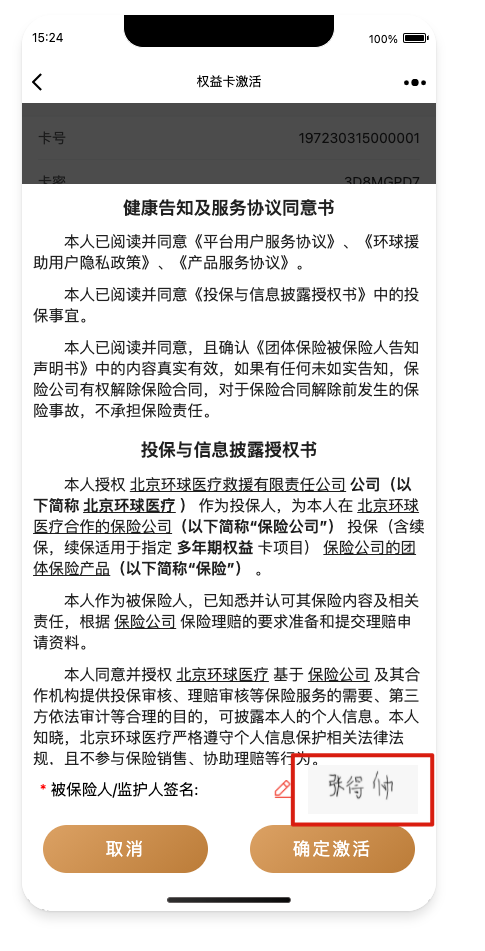 15:24
100%
权益卡激活
卡号
197230315000001
卡密
3D8MGPD7
健康告知及服务协议同意书
本人已阅读并同意《平台用户服务协议》、《环球援
助用户隐私政策》、《产品服务协议》。
本人已阅读并同意《投保与信息披露授权书》中的投
保事宜。
本人已阅读并同意，且确认《团体保险被保险人告知
声明书》中的内容真实有效，如果有任何未如实告知，保
险公司有权解除保险合同，对于保险合同解除前发生的保
险事故，不承担保险责任。
投保与信息披露授权书
本人授权 北京环球医疗救援有限责任公司 公司（以
下简称 北京环球医疗 ） 作为投保人，为本人在 北京环球
医疗合作的保险公司（以下简称“保险公司”） 投保（含续
保，续保适用于指定 多年期权益 卡项目） 保险公司的团
体保险产品（以下简称“保险”） 。
本人作为被保险人，已知悉并认可其保险内容及相关
责任，根据 保险公司 保险理赔的要求准备和提交理赔申
请资料。
本人同意并授权 北京环球医疗 基于 保险公司 及其合
作机构提供投保审核、理赔审核等保险服务的需要、第三
方依法审计等合理的目的，可披露本人的个人信息。本人
知晓，北京环球医疗严格遵守个人信息保护相关法律法
规，且不参与保险销售、协助理赔等行为。
* 被保险人/监护人签名:
张得帅
取消
确定激活